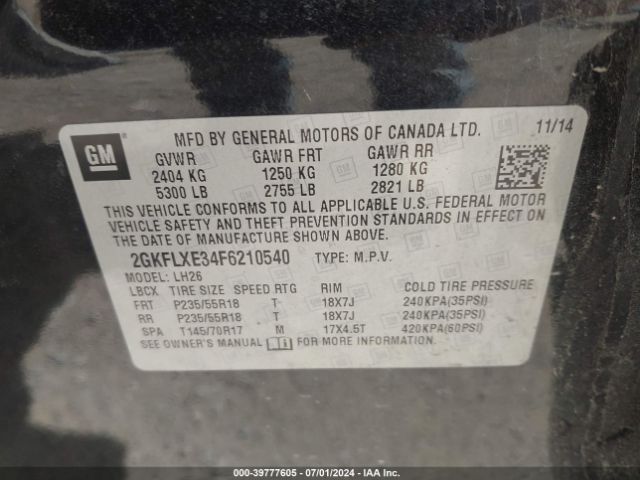 GM
MFD BY GENERAL MOTORS OF CANADA LTD. 11/14
GVWR GAWR FRT GAWR RR
2404 KG 1250 KG 1280 KG
5300 LB 2755 LB 2821 LB
THIS VEHICLE CONFORMS TO ALL APPLICABLE U.S. FEDERAL MOTOR
VEHICLE SAFETY AND THEFT PREVENTION STANDARDS IN EFFECT ON
THE DATE OF MANUFACTURE SHOWN ABOVE.
2GKFLXE34F6210540 TYPE: M.P.V.
MODEL: LH26
LBCX TIRE SIZE SPEED RTG RIM COLD TIRE PRESSURE
FRT P235/55R18 T 18X7J 240KPA(35PSI)
RR P235/55R18 T 18X7J 240KPA(35PSI)
SPA T145/70R17 M 17X4.5T 420KPA(60PSI)
SEE OWNER'S MANUAL FOR MORE INFORMATION.
000-39777605 - 07/01/2024 - IAA Inc.